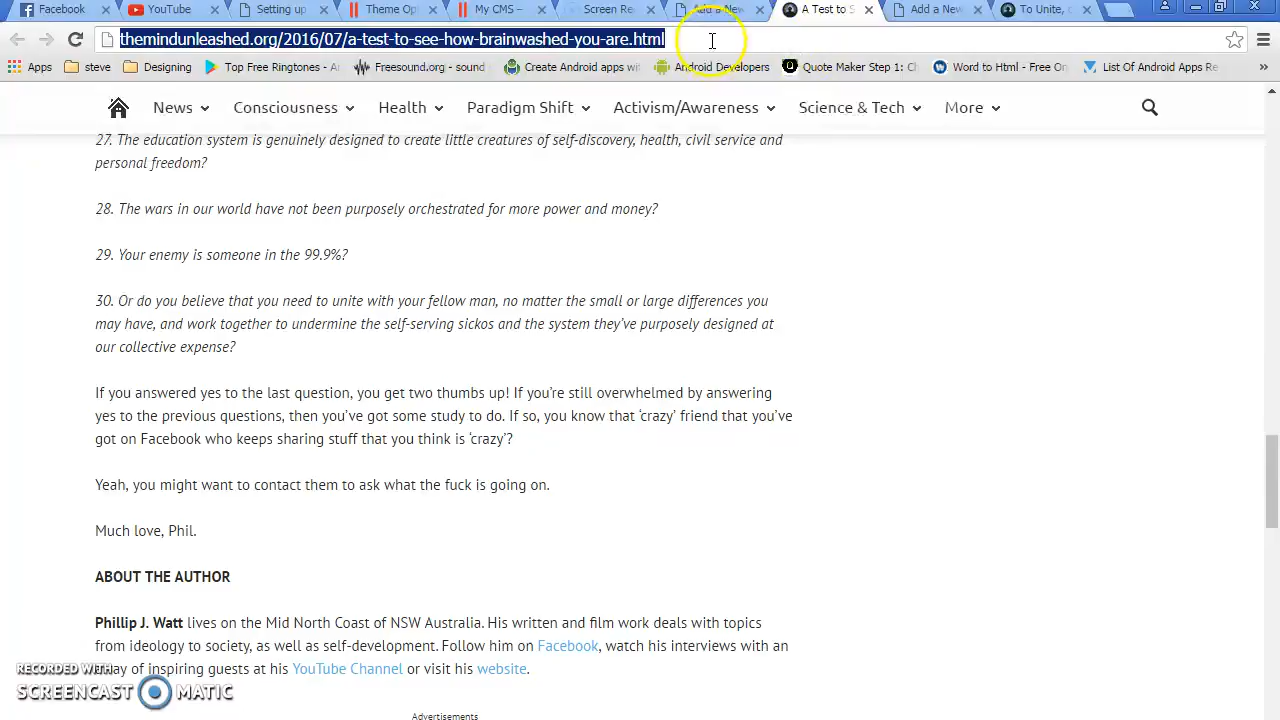 Facebook
YouTube
Setting up
Theme Op
My CMS –
Screen Re
Add a New
A Test to S
Add a New
To Unite,
themindunleashed.org/2016/07/a-test-to-see-how-brainwashed-you-are.html
Apps
steve
Designing
Top Free Ringtones - A
Freesound.org - sound
Create Android apps wi
Android Developers
Quote Maker Step 1: Ch
Word to Html - Free On
List Of Android Apps Re
»
News
Consciousness
Health
Paradigm Shift
Activism/Awareness
Science & Tech
More
27. The education system is genuinely designed to create little creatures of self-discovery, health, civil service and
personal freedom?
28. The wars in our world have not been purposely orchestrated for more power and money?
29. Your enemy is someone in the 99.9%?
30. Or do you believe that you need to unite with your fellow man, no matter the small or large differences you
may have, and work together to undermine the self-serving sickos and the system they've purposely designed at
our collective expense?
If you answered yes to the last question, you get two thumbs up! If you’re still overwhelmed by answering
yes to the previous questions, then you’ve got some study to do. If so, you know that ‘crazy’ friend that you’ve
got on Facebook who keeps sharing stuff that you think is ‘crazy’?
Yeah, you might want to contact them to ask what the fuck is going on.
Much love, Phil.
ABOUT THE AUTHOR
Phillip J. Watt lives on the Mid North Coast of NSW Australia. His written and film work deals with topics
from ideology to society, as well as self-development. Follow him on Facebook, watch his interviews with an
of inspiring guests at his YouTube Channel or visit his website.
RECORDED WITH
SCREENCAST MATIC
Advertisements